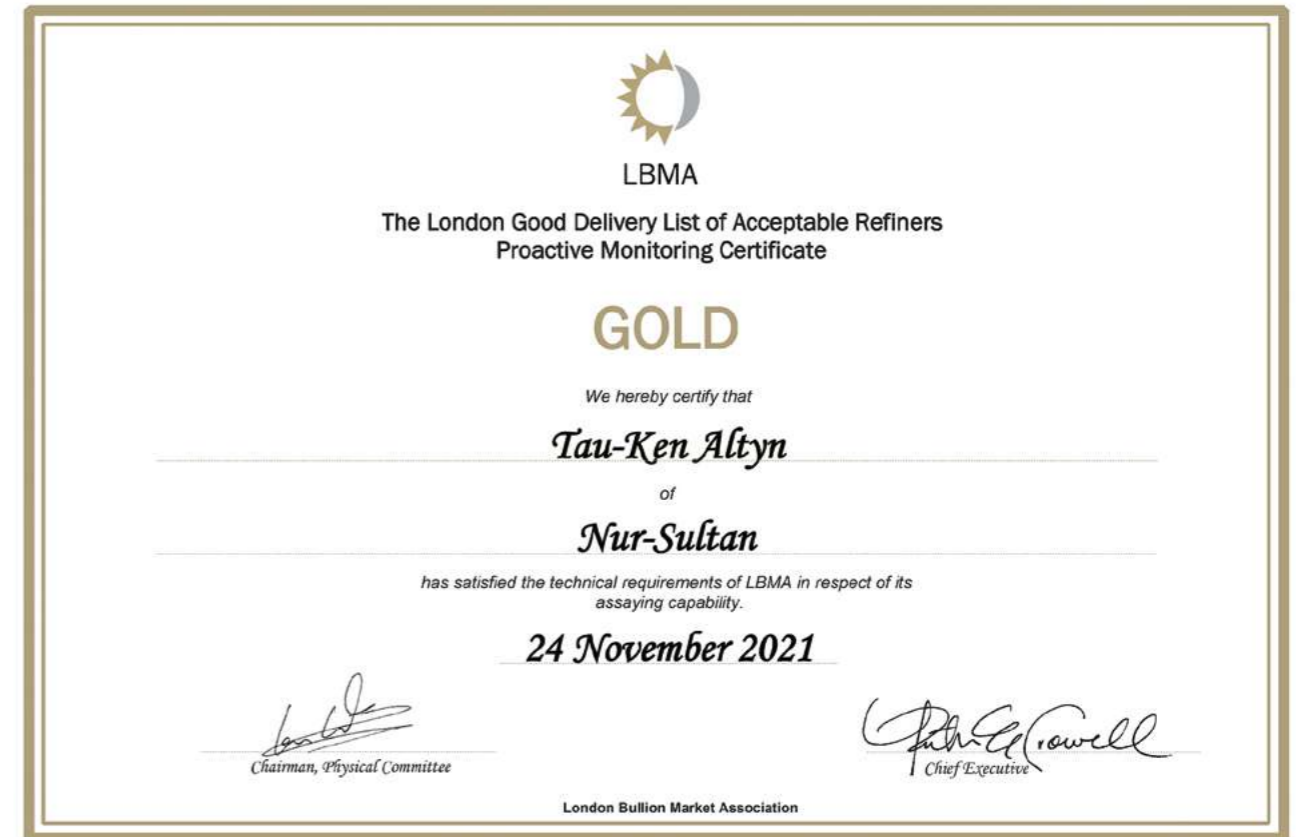 LBMA
The London Good Delivery List of Acceptable Refiners
Proactive Monitoring Certificate
GOLD
We hereby certify that
Tau-Ken Altyn
of
Nur-Sultan
has satisfied the technical requirements of LBMA in respect of its
assaying capability.
24 November 2021
Chairman, Physical Committee
Chief Executive
London Bullion Market Association